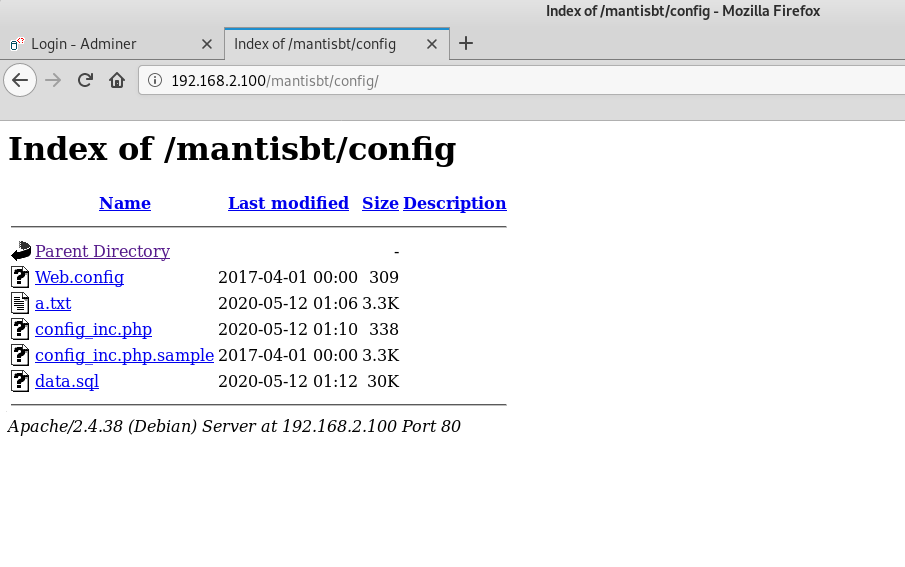 Index of /mantisbt/config - Mozilla Firefox
Login - Adminer
Index of /mantisbt/config
192.168.2.100/mantisbt/config/
Index of /mantisbt/config
Name Last modified Size Description
Parent Directory -
Web.config 2017-04-01 00:00 309
a.txt 2020-05-12 01:06 3.3K
config_inc.php 2020-05-12 01:10 338
config_inc.php.sample 2017-04-01 00:00 3.3K
data.sql 2020-05-12 01:12 30K
Apache/2.4.38 (Debian) Server at 192.168.2.100 Port 80